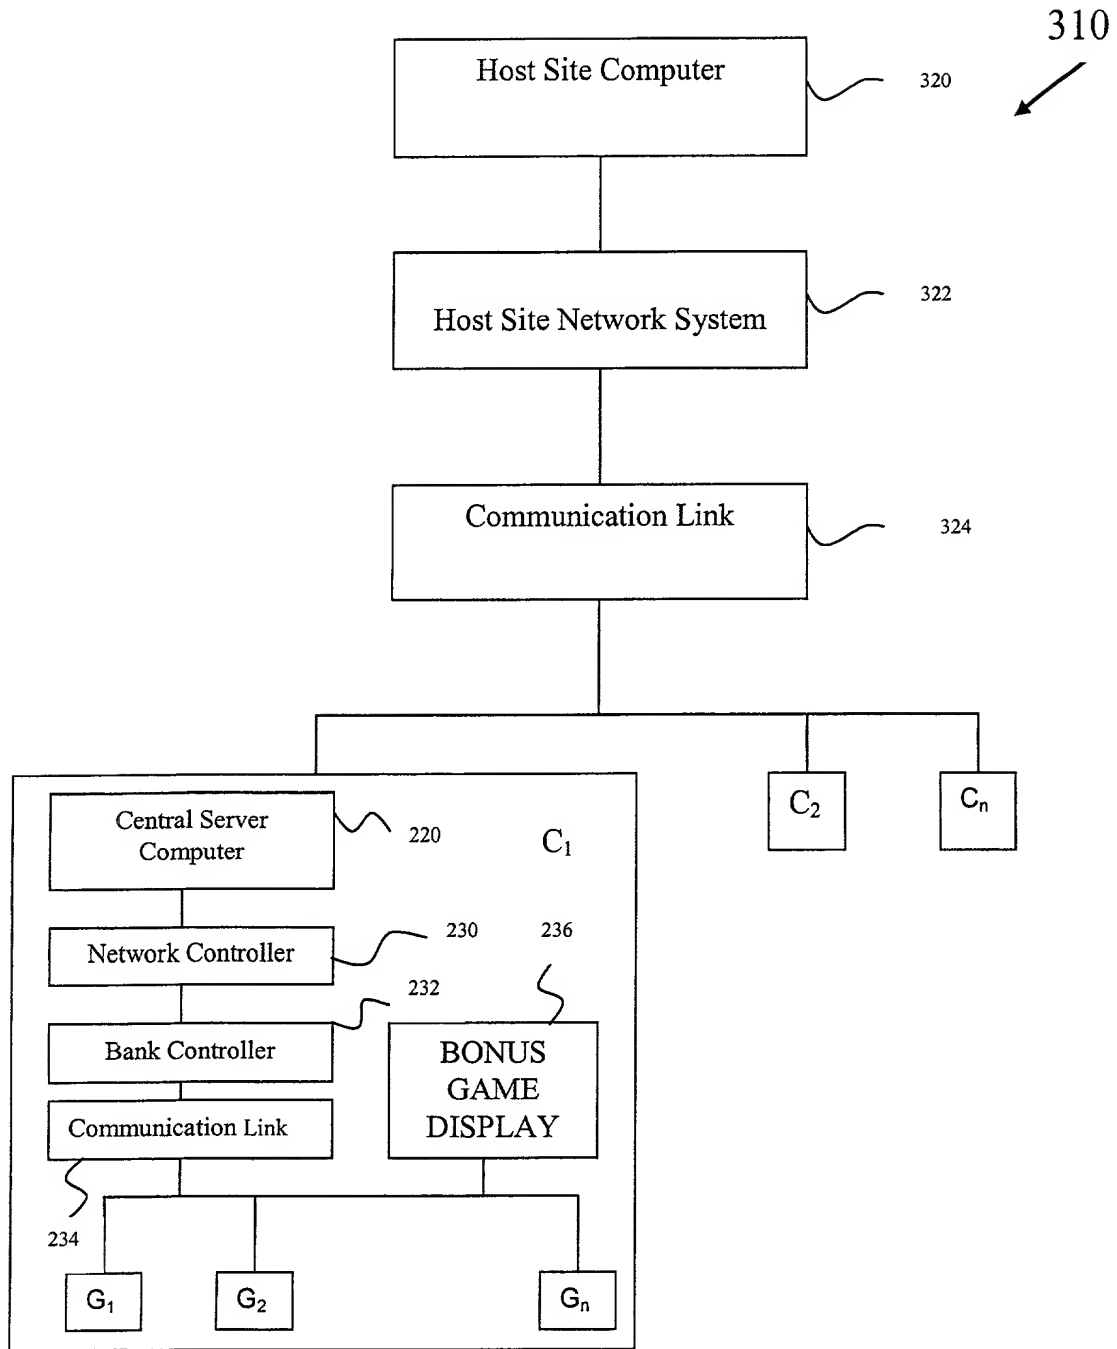 310
Host Site Computer
320
Host Site Network System
322
Communication Link
324
Central Server
Computer
220
C₁
C₂
Cₙ
Network Controller
230
236
232
Bank Controller
BONUS
GAME
DISPLAY
Communication Link
234
G₁
G₂
Gₙ